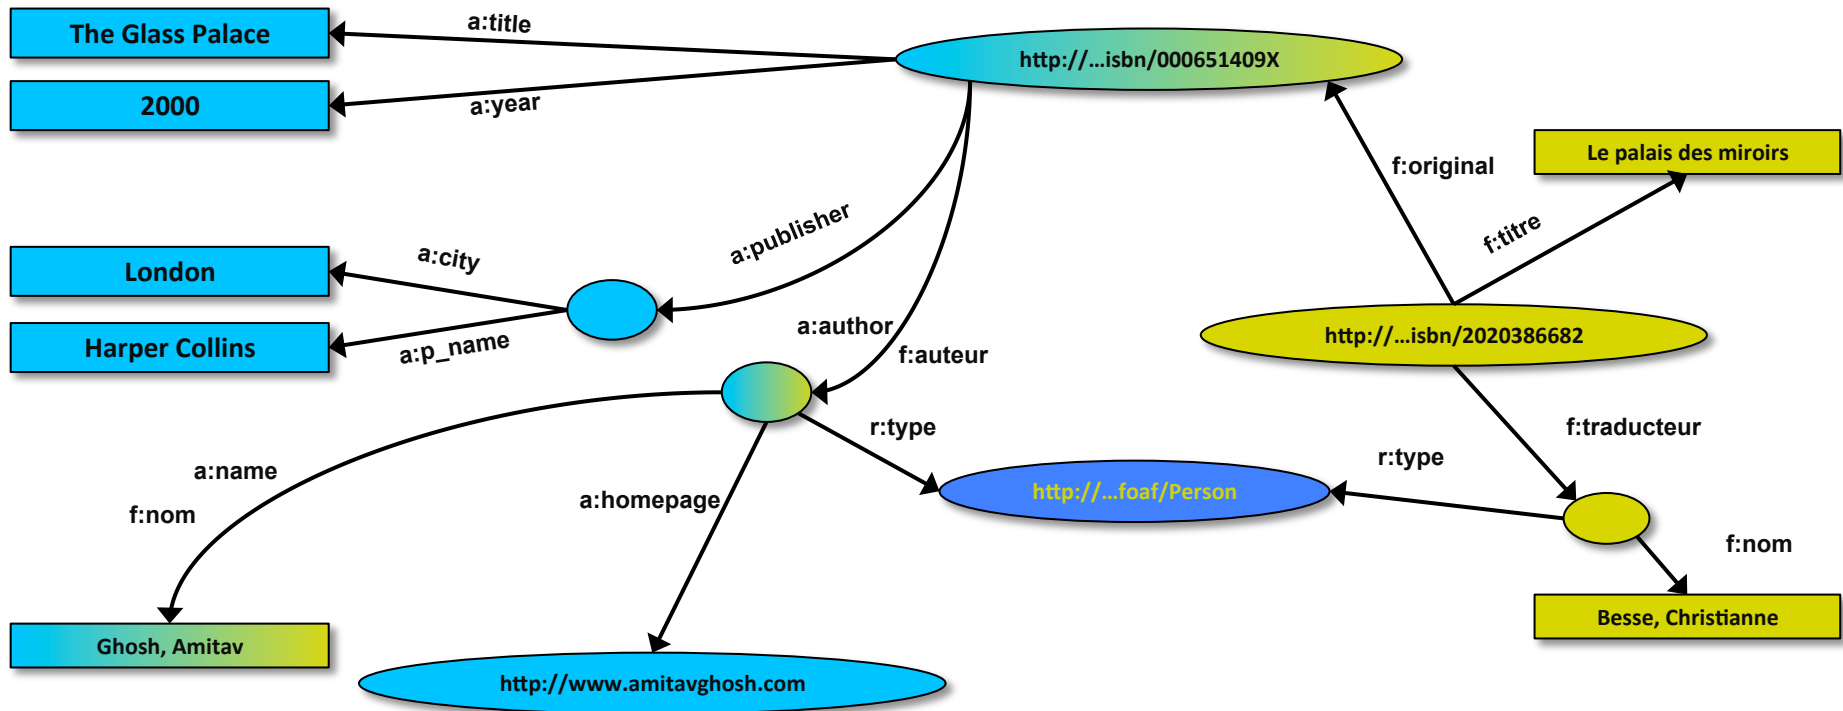 The Glass Palace
a:title
http://…isbn/000651409X
2000
a:year
Le palais des miroirs
f:original
a:publisher
f:titre
London
a:city
a:author
http://…isbn/2020386682
Harper Collins
a:p_name
f:auteur
r:type
f:traducteur
a:name
r:type
a:homepage
http://…foaf/Person
f:nom
f:nom
Ghosh, Amitav
Besse, Christianne
http://www.amitavghosh.com